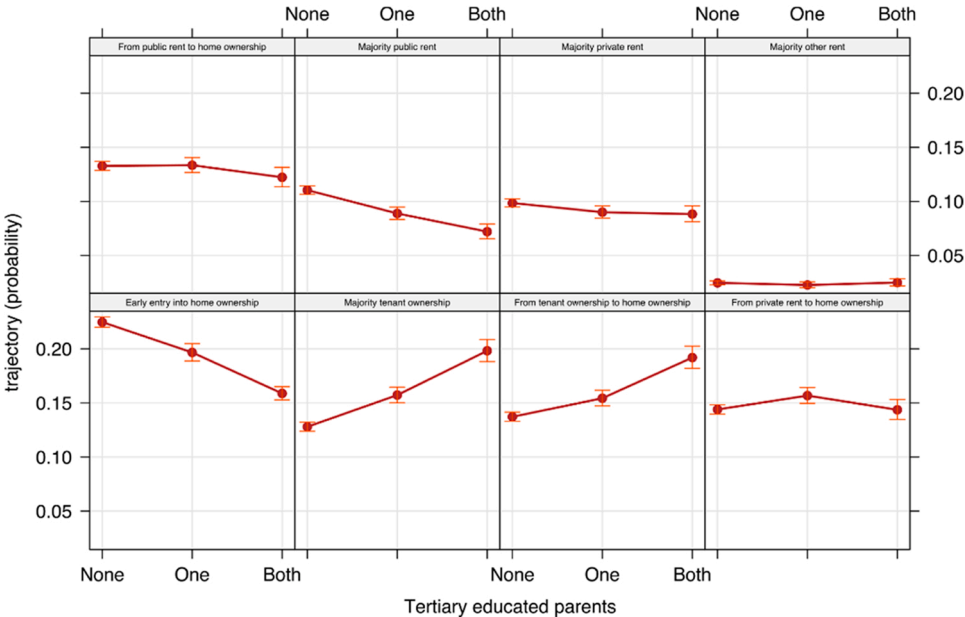 None One Both None One Both
From public rent to home ownership Majority public rent Majority private rent Majority other rent
0.20
0.15
0.10
0.05
trajectory (probability)
Early entry into home ownership Majority tenant ownership From tenant ownership to home ownership From private rent to home ownership
0.20
0.15
0.10
0.05
None One Both None One Both
Tertiary educated parents